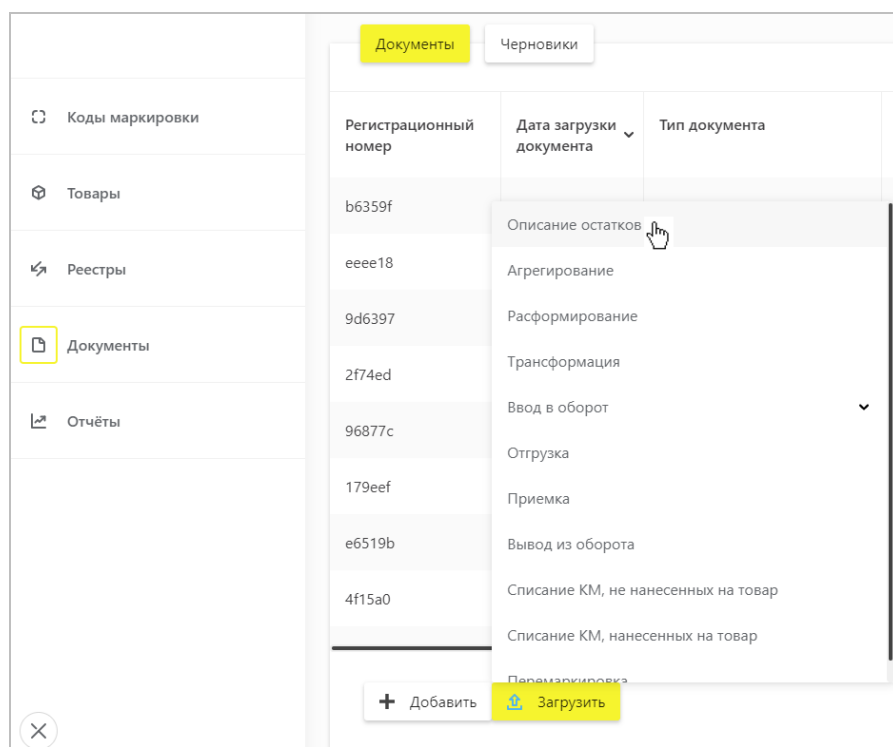 Документы
Черновики
Коды маркировки
Товары
Реестры
Документы
Отчёты
Регистрационный
номер
Дата загрузки
документа
Тип документа
b6359f
eeee18
9d6397
2f74ed
96877c
179eef
e6519b
4f15a0
Описание остатков
Агрегирование
Расформирование
Трансформация
Ввод в оборот
Отгрузка
Приемка
Вывод из оборота
Списание КМ, не нанесенных на товар
Списание КМ, нанесенных на товар
Перемаркировка
Добавить
Загрузить